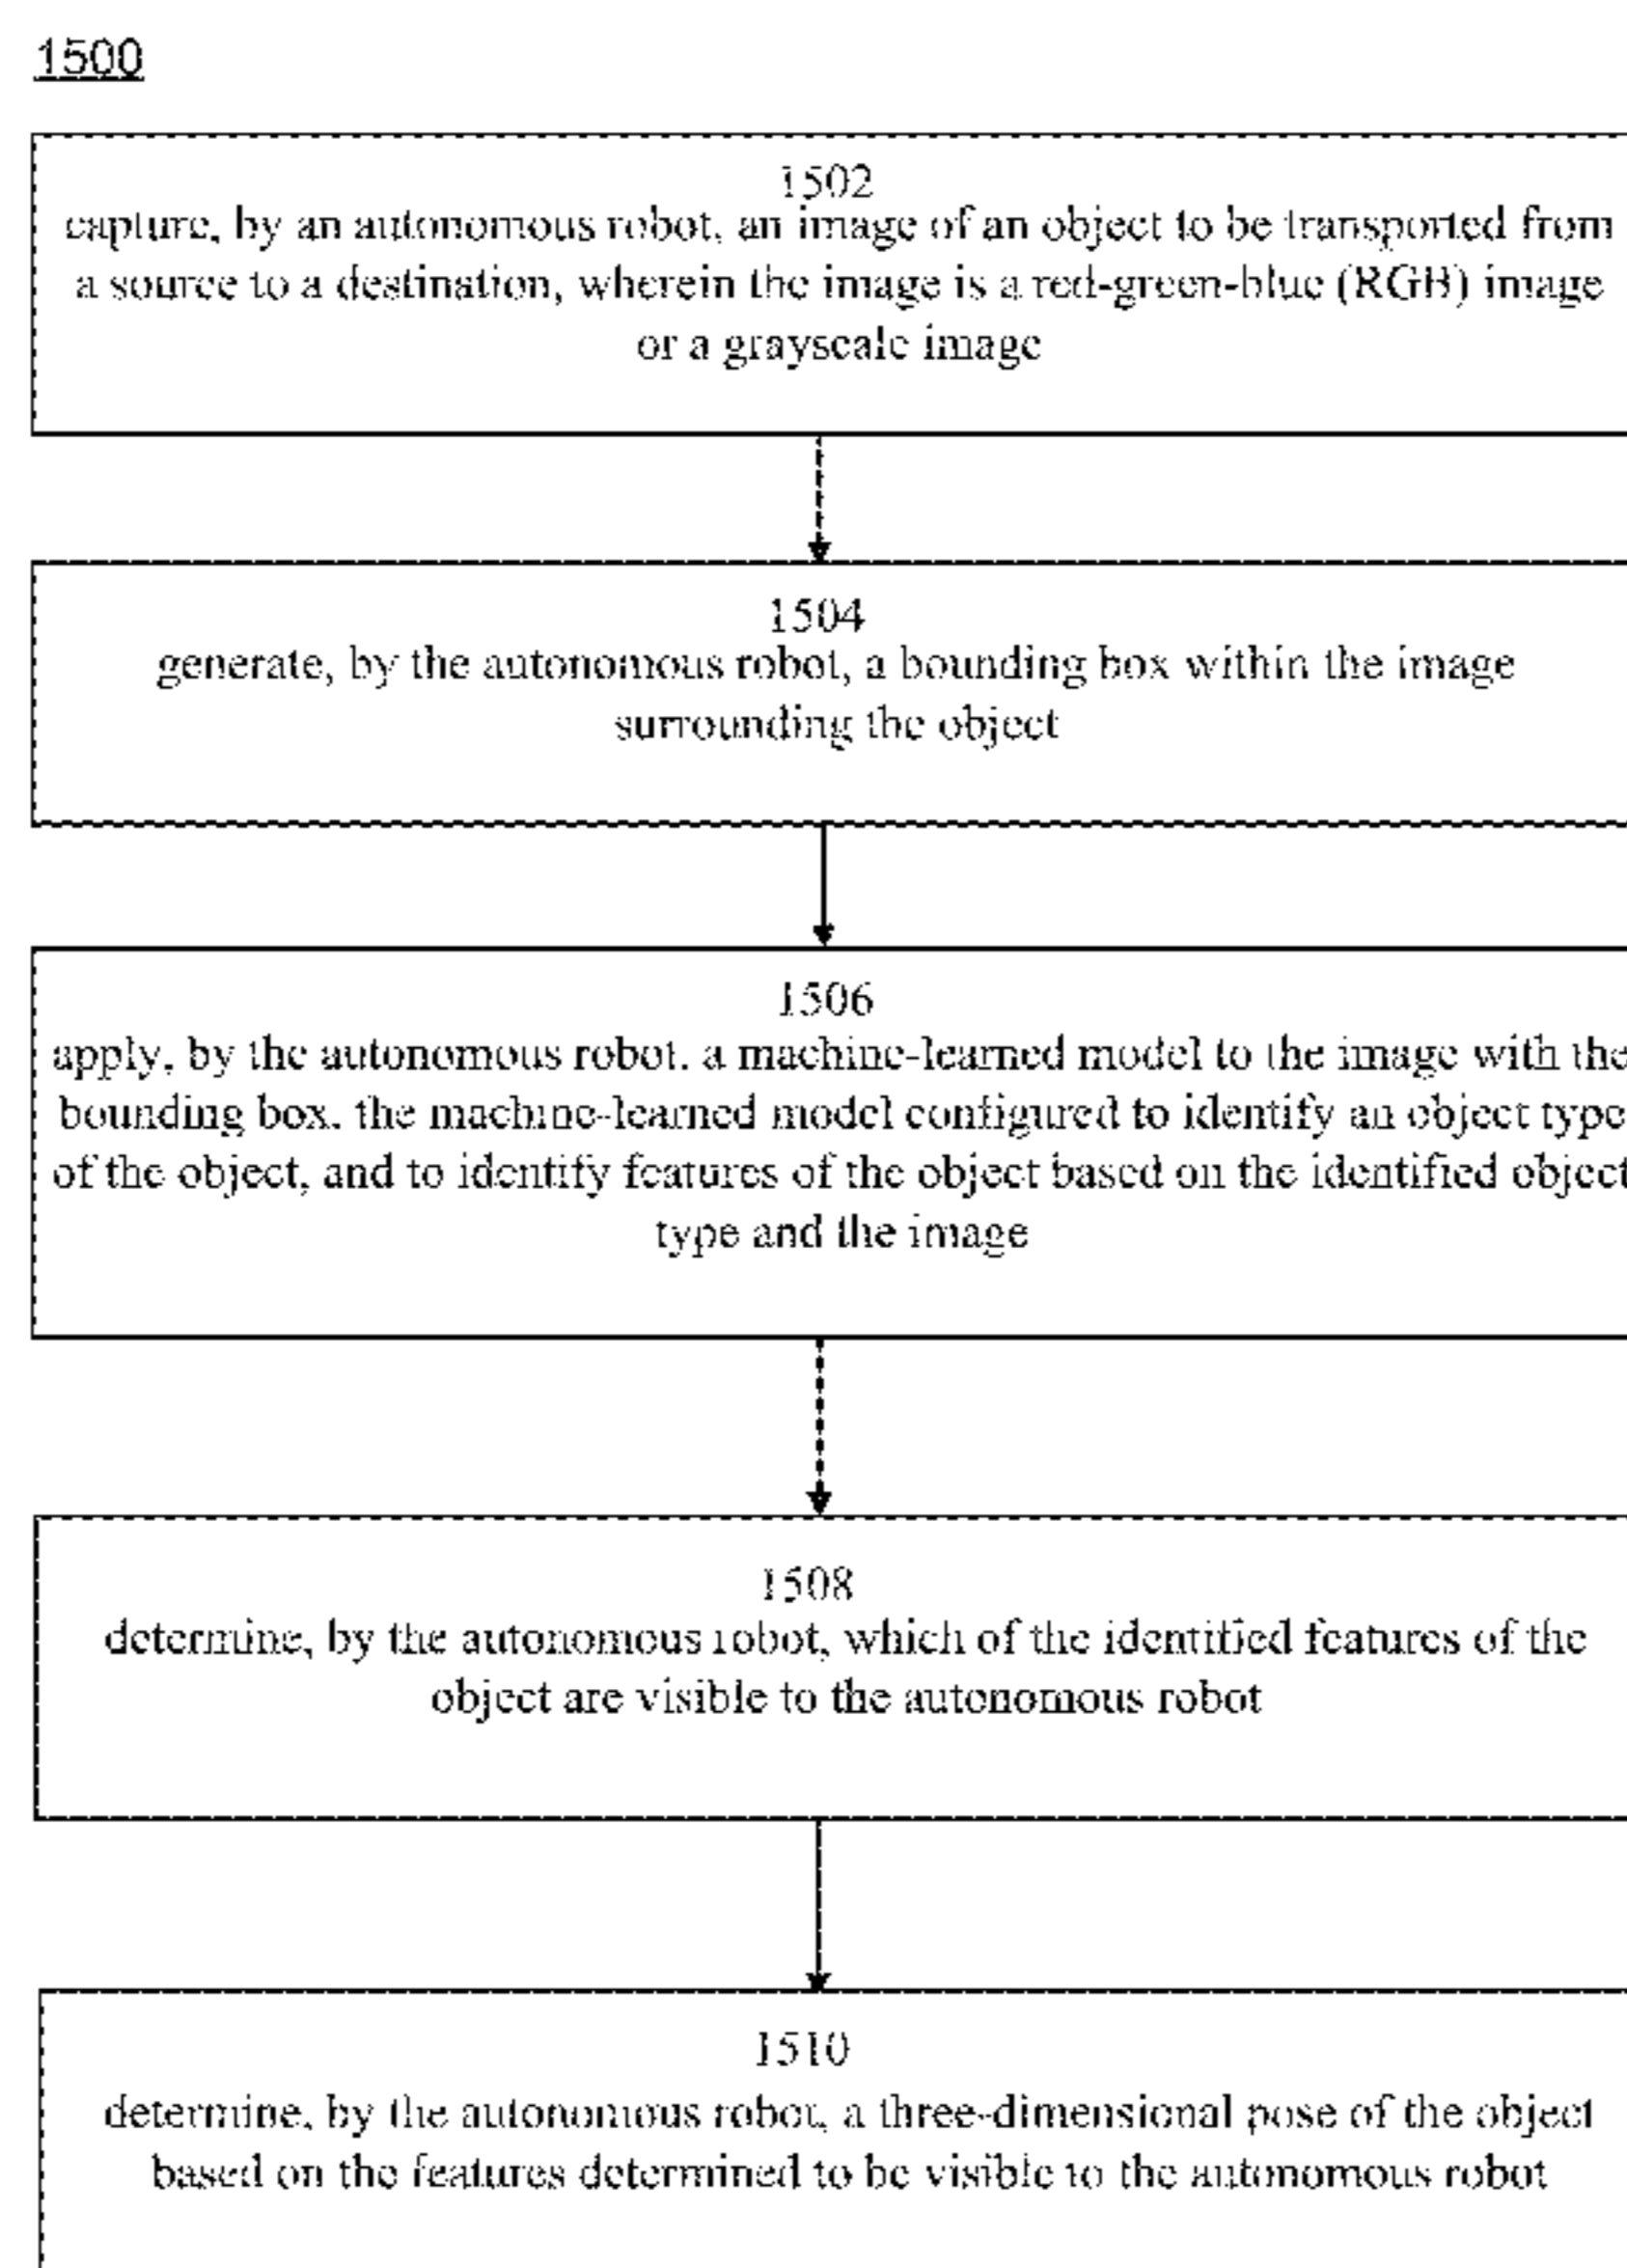 1500
1502
capture, by an autonomous robot, an image of an object to be transported from
a source to a destination, wherein the image is a red-green-blue (RGB) image
or a grayscale image
1504
generate, by the autonomous robot, a bounding box within the image
surrounding the object
1506
apply, by the autonomous robot, a machine-learned model to the image with the
bounding box, the machine-learned model configured to identify an object type
of the object, and to identify features of the object based on the identified object
type and the image
1508
determine, by the autonomous robot, which of the identified features of the
object are visible to the autonomous robot
1510
determine, by the autonomous robot, a three-dimensional pose of the object
based on the features determined to be visible to the autonomous robot